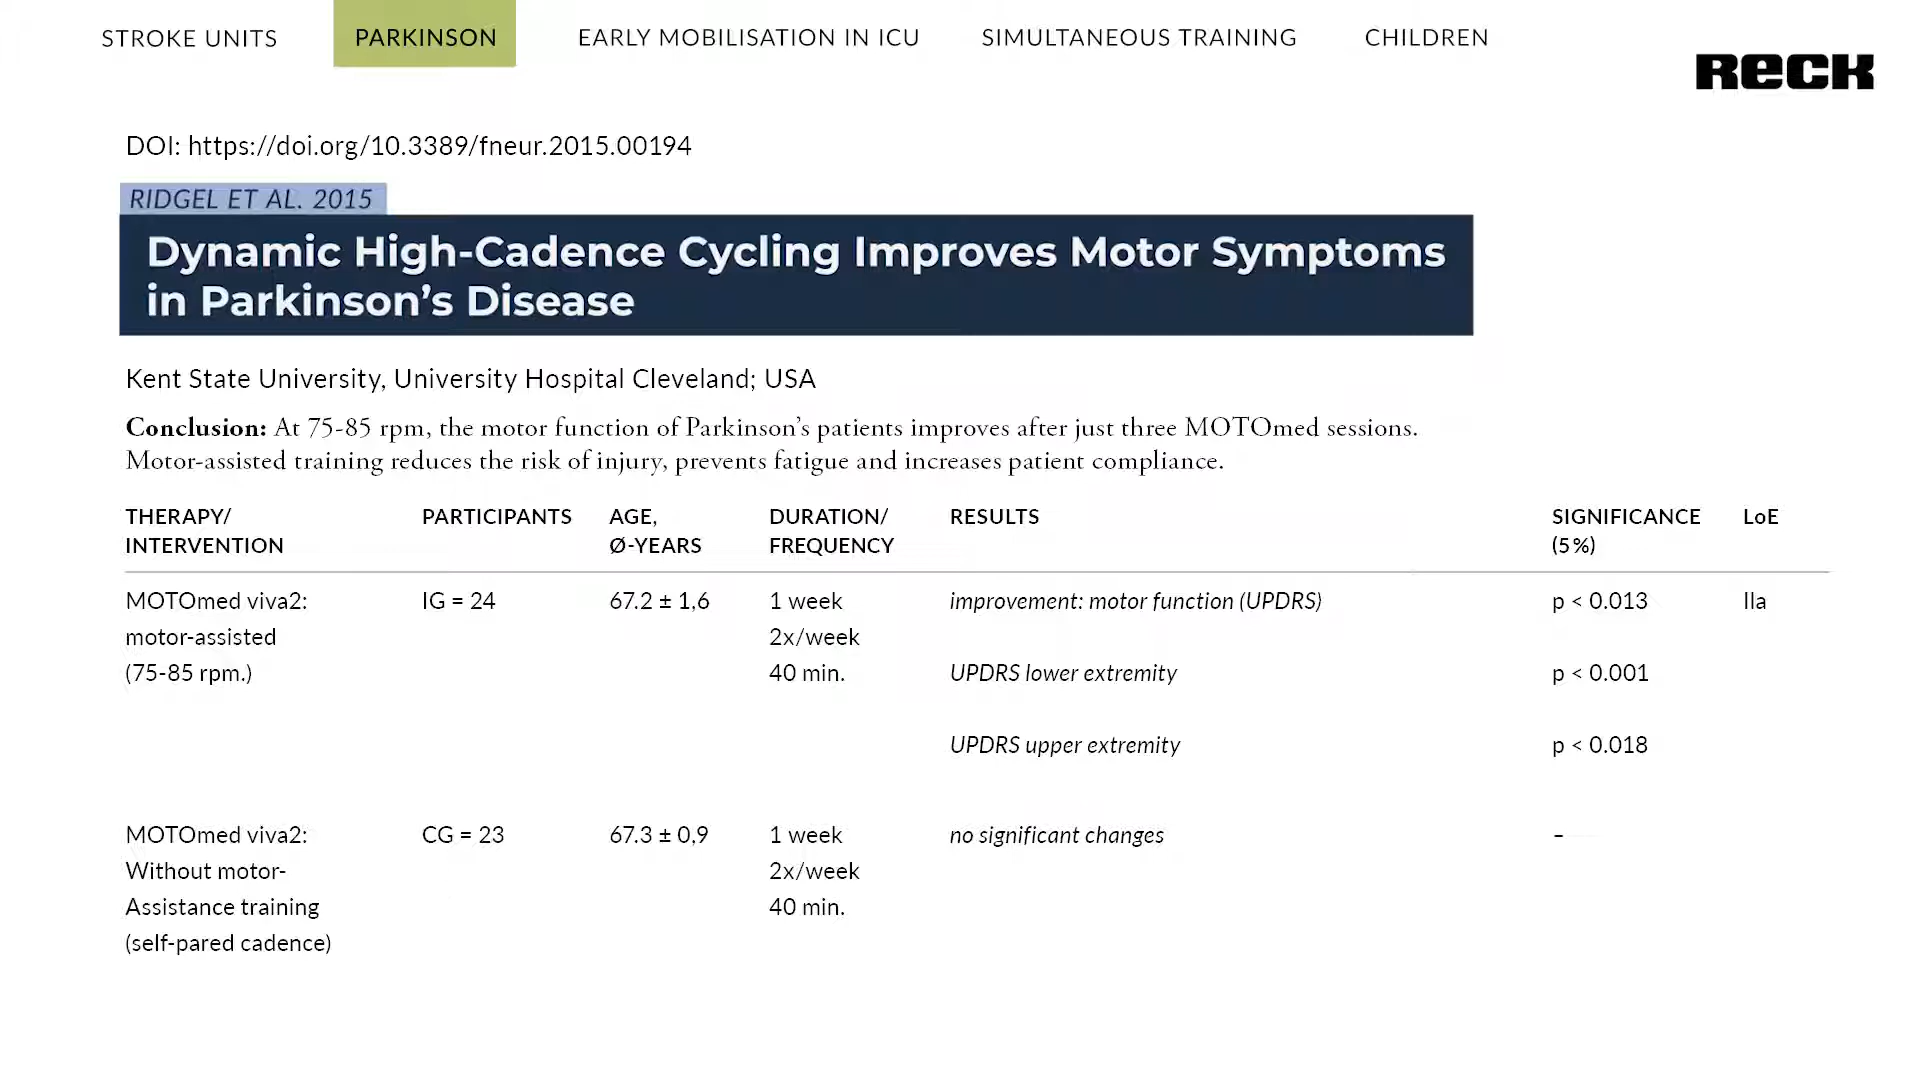 STROKE UNITS PARKINSON EARLY MOBILISATION IN ICU SIMULTANEOUS TRAINING CHILDREN
RECK
DOI: https://doi.org/10.3389/fneur.2015.00194
RIDGEL ET AL. 2015
Dynamic High-Cadence Cycling Improves Motor Symptoms
in Parkinson's Disease
Kent State University, University Hospital Cleveland; USA
Conclusion: At 75-85 rpm, the motor function of Parkinson's patients improves after just three MOTOmed sessions.
Motor-assisted training reduces the risk of injury, prevents fatigue and increases patient compliance.
THERAPY/ PARTICIPANTS AGE, DURATION/ RESULTS SIGNIFICANCE LoE
INTERVENTION Ø-YEARS FREQUENCY (5%)
MOTOmed viva2: IG = 24 67.2 ± 1,6 1 week improvement: motor function (UPDRS) p < 0.013 IIa
motor-assisted 2x/week
(75-85 rpm.) 40 min. UPDRS lower extremity p < 0.001
UPDRS upper extremity p < 0.018
MOTOmed viva2: CG = 23 67.3 ± 0,9 1 week no significant changes –
Without motor- 2x/week
Assistance training 40 min.
(self-pared cadence)